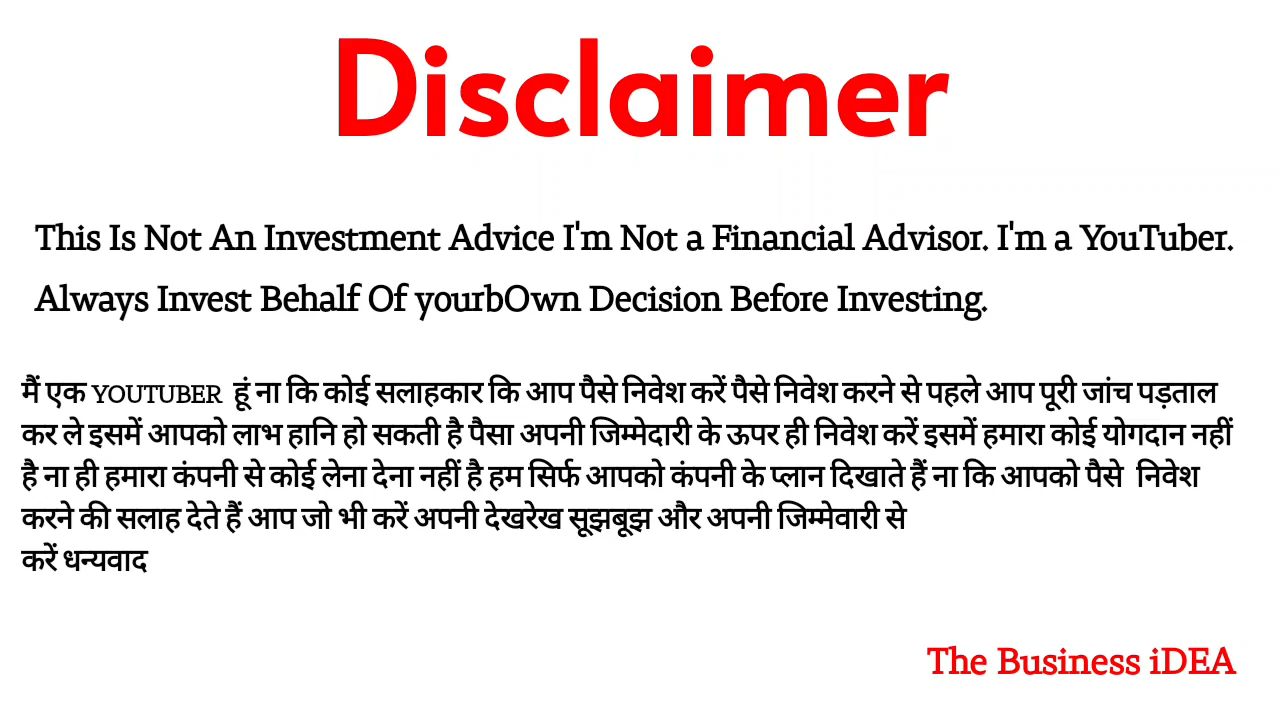 Disclaimer
This Is Not An Investment Advice I'm Not a Financial Advisor. I'm a YouTuber.
Always Invest Behalf Of yourbOwn Decision Before Investing.
मैं एक YOUTUBER हूं ना कि कोई सलाहकार कि आप पैसे निवेश करें पैसे निवेश करने से पहले आप पूरी जांच पड़ताल
कर ले इसमें आपको लाभ हानि हो सकती है पैसा अपनी जिम्मेदारी के ऊपर ही निवेश करें इसमें हमारा कोई योगदान नहीं
है ना ही हमारा कंपनी से कोई लेना देना नहीं है हम सिर्फ आपको कंपनी के प्लान दिखाते हैं ना कि आपको पैसे निवेश
करने की सलाह देते हैं आप जो भी करें अपनी देखरेख सूझबूझ और अपनी जिम्मेवारी से
करें धन्यवाद
The Business iDEA